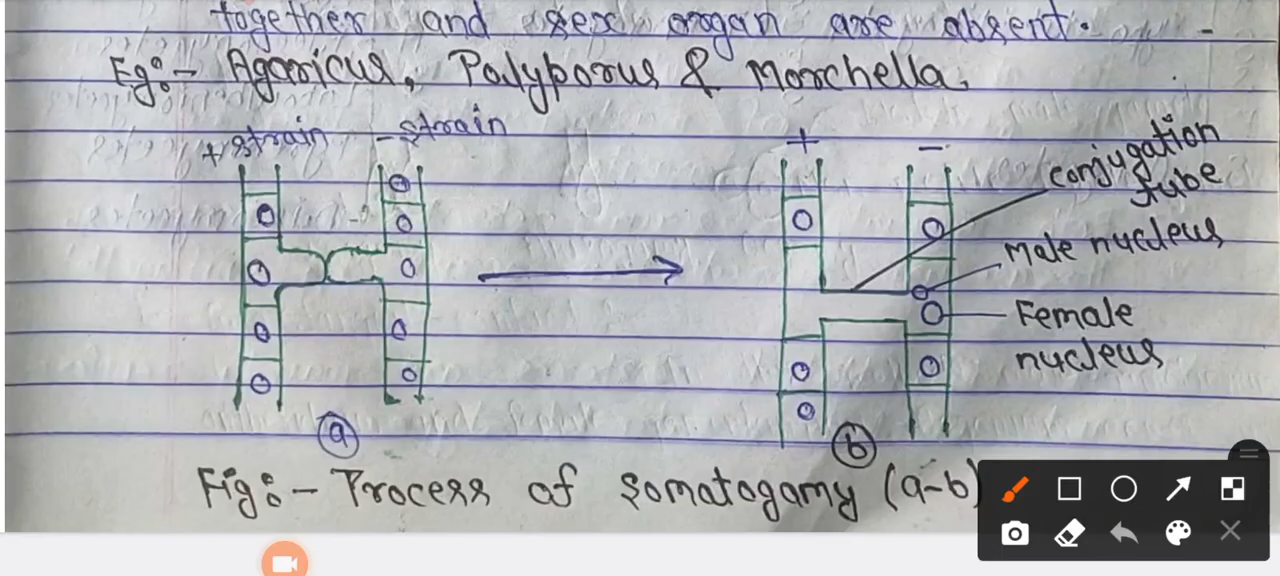 together and sex organ are absent.
Eg:- Agaricus, Polyporus & Morchella.
+ strain - strain
+ -
conjugation
tube
Male nucleus
Female
nucleus
a b
Fig:- Process of Somatogamy (a-b)